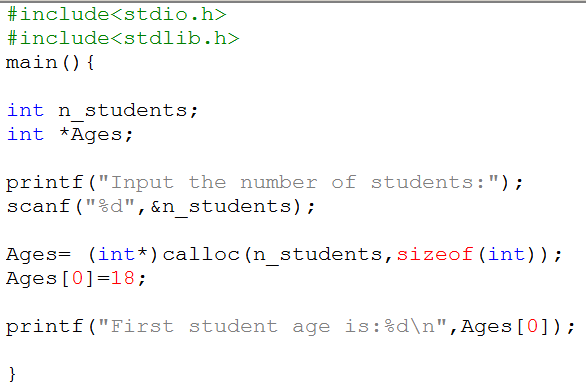 #include<stdio.h>
#include<stdlib.h>
main(){
int n_students;
int *Ages;
printf("Input the number of students:");
scanf("%d",&n_students);
Ages= (int*)calloc(n_students,sizeof(int));
Ages[0]=18;
printf("First student age is:%d\n",Ages[0]);
}